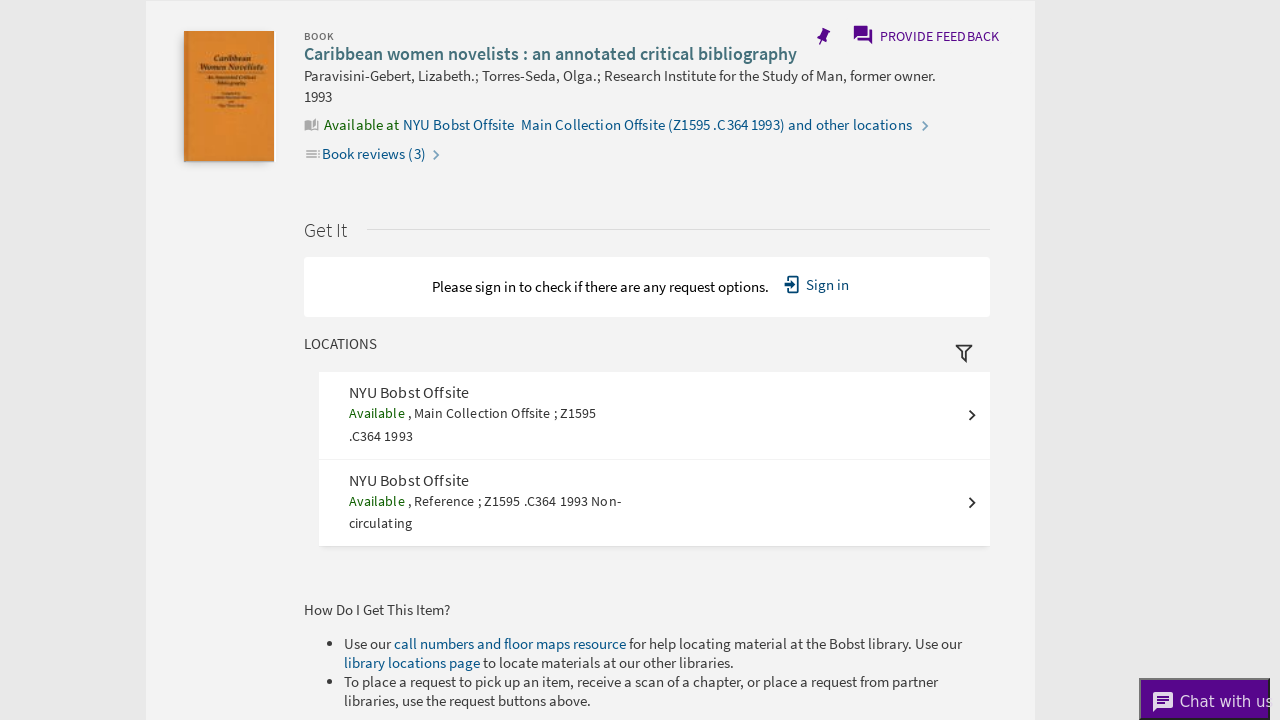 BOOK
PROVIDE FEEDBACK
Caribbean women novelists : an annotated critical bibliography
Paravisini-Gebert, Lizabeth.; Torres-Seda, Olga.; Research Institute for the Study of Man, former owner.
1993
Available at NYU Bobst Offsite Main Collection Offsite (Z1595 .C364 1993) and other locations
Book reviews (3)
Caribbean
Women Novelists
An Annotated Critical
Bibliography
Get It
Please sign in to check if there are any request options. Sign in
LOCATIONS
NYU Bobst Offsite
Available , Main Collection Offsite ; Z1595
.C364 1993
NYU Bobst Offsite
Available , Reference ; Z1595 .C364 1993 Non-
circulating
How Do I Get This Item?
Use our call numbers and floor maps resource for help locating material at the Bobst library. Use our
library locations page to locate materials at our other libraries.
To place a request to pick up an item, receive a scan of a chapter, or place a request from partner
libraries, use the request buttons above.
Chat with us